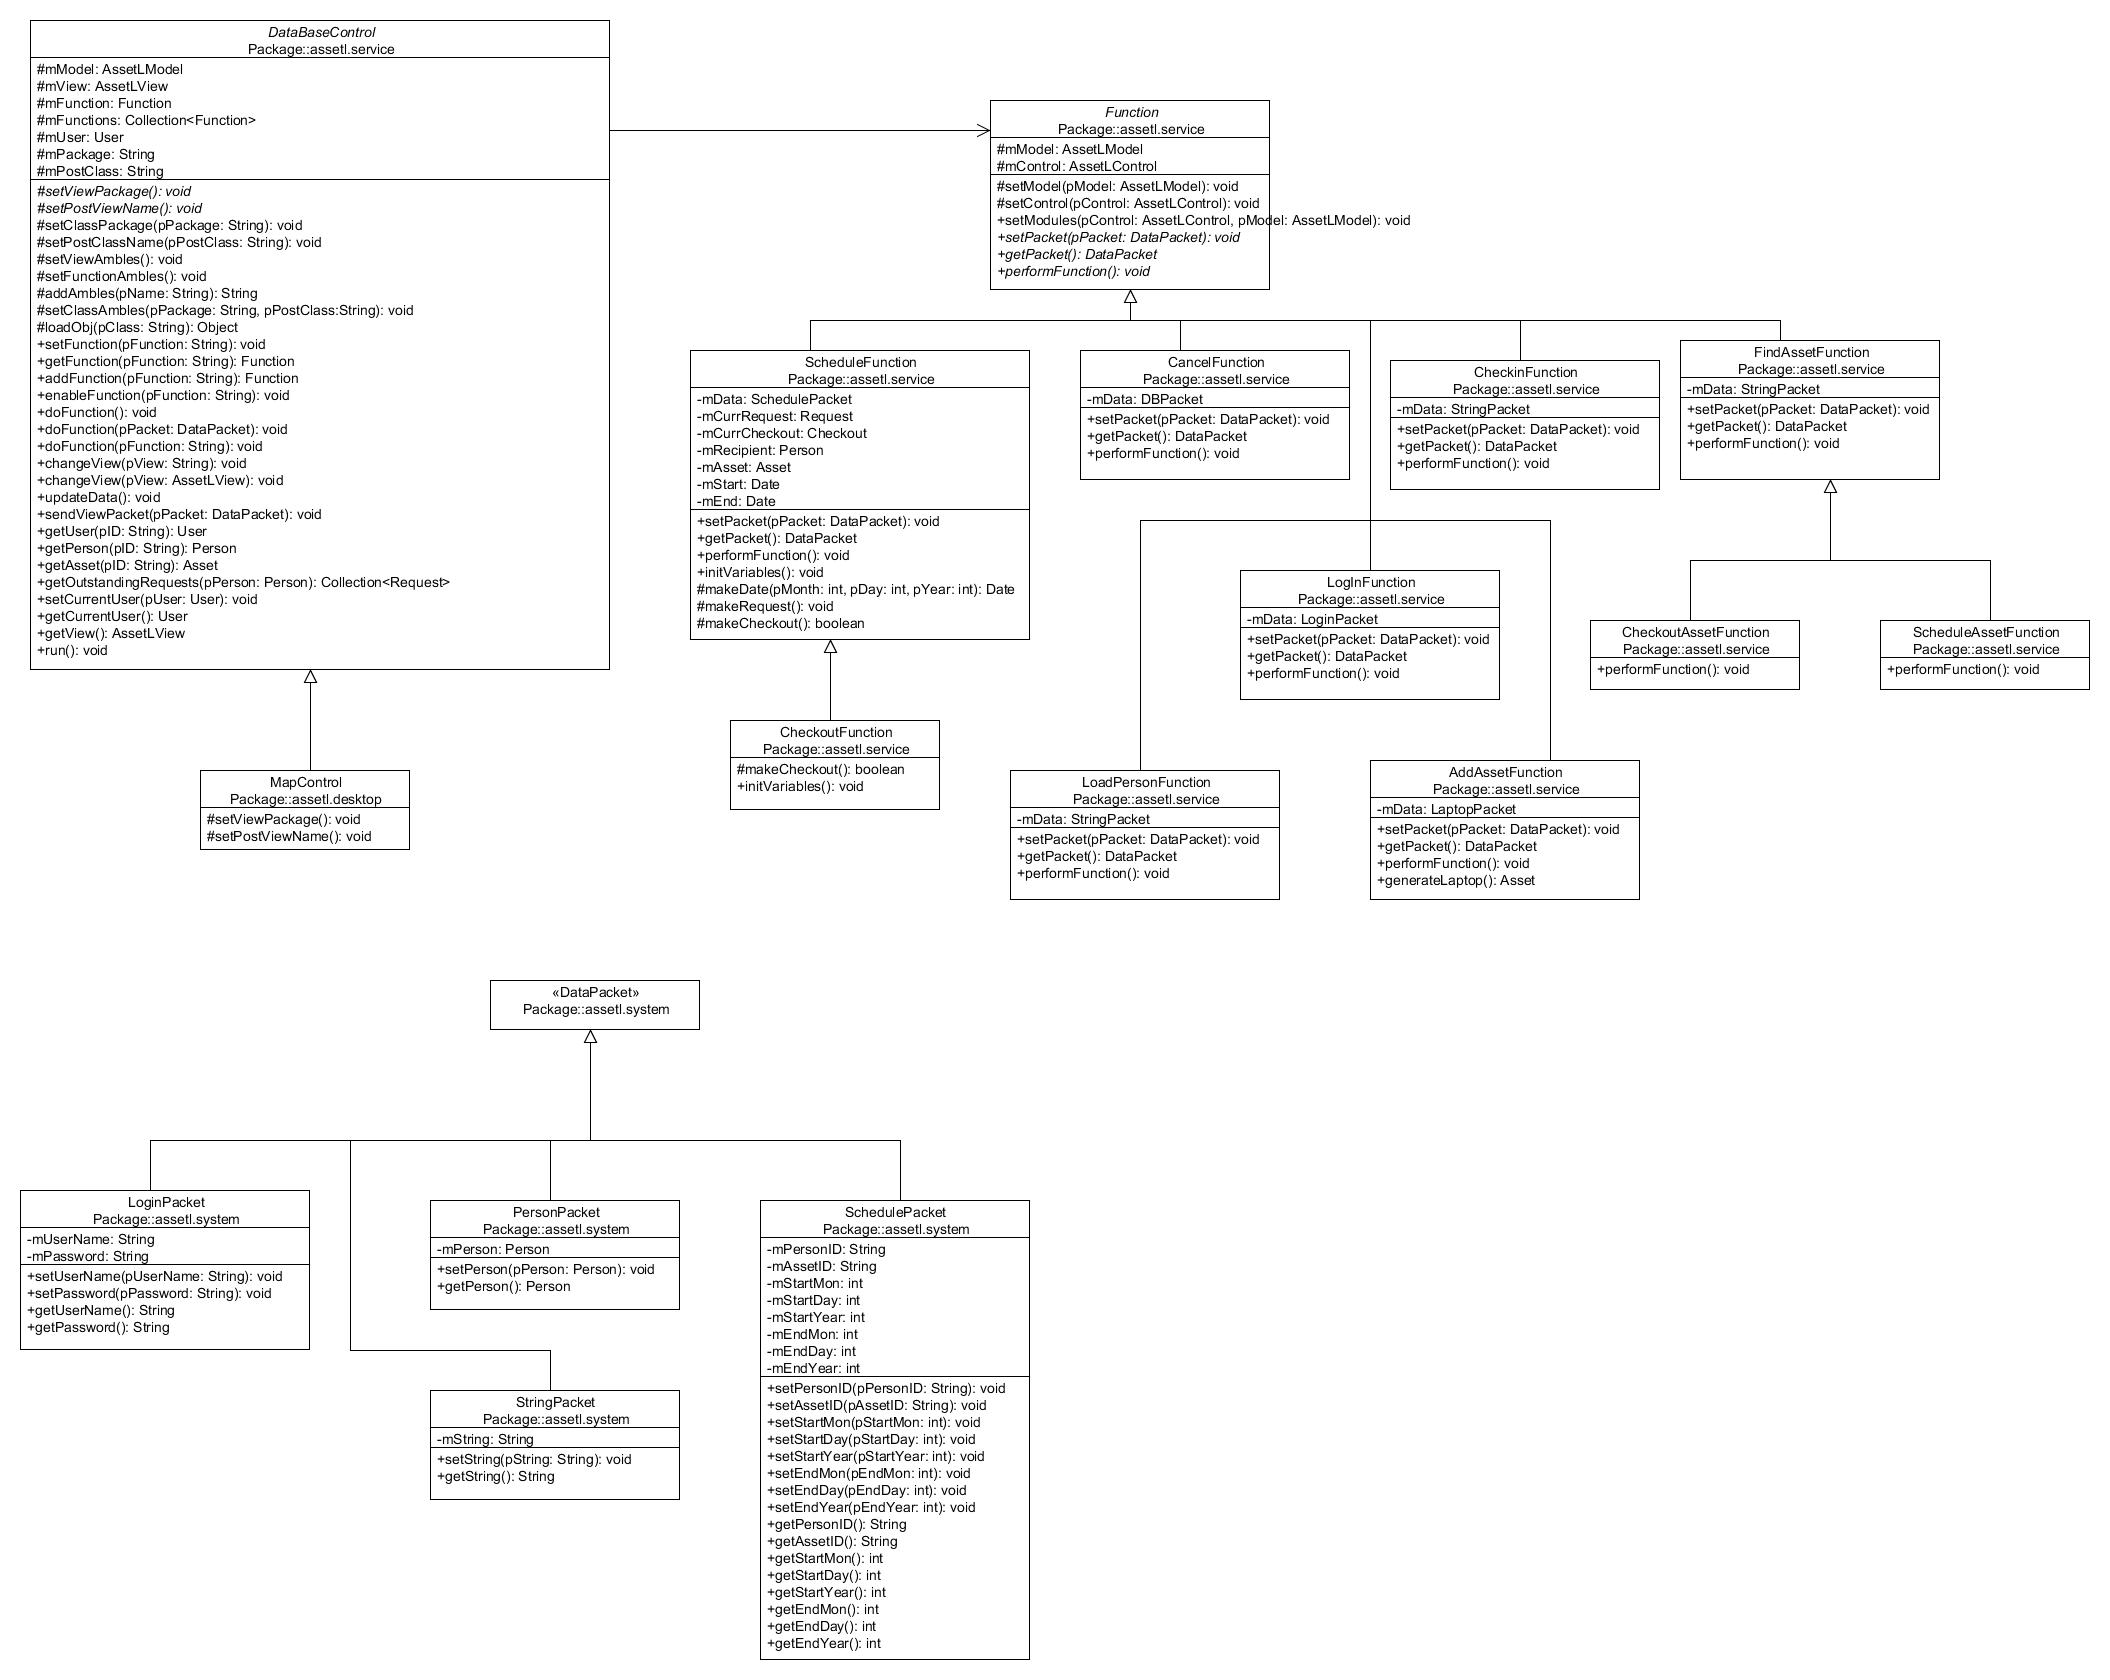 DataBaseControl
Package::assetl.service
#mModel: AssetLModel
#mView: AssetLView
#mFunction: Function
#mFunctions: Collection<Function>
#mUser: User
#mPackage: String
#mPostClass: String
#setViewPackage(): void
#setPostViewName(): void
#setClassPackage(pPackage: String): void
#setPostClassName(pPostClass: String): void
#setViewAmbles(): void
#setFunctionAmbles(): void
#addAmbles(pName: String): String
#setClassAmbles(pPackage: String, pPostClass:String): void
#loadObj(pClass: String): Object
+setFunction(pFunction: String): void
+getFunction(pFunction: String): Function
+addFunction(pFunction: String): Function
+enableFunction(pFunction: String): void
+doFunction(): void
+doFunction(pPacket: DataPacket): void
+doFunction(pFunction: String): void
+changeView(pView: String): void
+changeView(pView: AssetLView): void
+updateData(): void
+sendViewPacket(pPacket: DataPacket): void
+getUser(pID: String): User
+getPerson(pID: String): Person
+getAsset(pID: String): Asset
+getOutstandingRequests(pPerson: Person): Collection<Request>
+setCurrentUser(pUser: User): void
+getCurrentUser(): User
+getView(): AssetLView
+run(): void
Function
Package::assetl.service
#mModel: AssetLModel
#mControl: AssetLControl
#setModel(pModel: AssetLModel): void
#setControl(pControl: AssetLControl): void
+setModules(pControl: AssetLControl, pModel: AssetLModel): void
+setPacket(pPacket: DataPacket): void
+getPacket(): DataPacket
+performFunction(): void
ScheduleFunction
Package::assetl.service
-mData: SchedulePacket
-mCurrRequest: Request
-mCurrCheckout: Checkout
-mRecipient: Person
-mAsset: Asset
-mStart: Date
-mEnd: Date
+setPacket(pPacket: DataPacket): void
+getPacket(): DataPacket
+performFunction(): void
+initVariables(): void
#makeDate(pMonth: int, pDay: int, pYear: int): Date
#makeRequest(): void
#makeCheckout(): boolean
CancelFunction
Package::assetl.service
-mData: DBPacket
+setPacket(pPacket: DataPacket): void
+getPacket(): DataPacket
+performFunction(): void
CheckinFunction
Package::assetl.service
-mData: StringPacket
+setPacket(pPacket: DataPacket): void
+getPacket(): DataPacket
+performFunction(): void
FindAssetFunction
Package::assetl.service
-mData: StringPacket
+setPacket(pPacket: DataPacket): void
+getPacket(): DataPacket
+performFunction(): void
LogInFunction
Package::assetl.service
-mData: LoginPacket
+setPacket(pPacket: DataPacket): void
+getPacket(): DataPacket
+performFunction(): void
CheckoutAssetFunction
Package::assetl.service
+performFunction(): void
ScheduleAssetFunction
Package::assetl.service
+performFunction(): void
CheckoutFunction
Package::assetl.service
#makeCheckout(): boolean
+initVariables(): void
MapControl
Package::assetl.desktop
#setViewPackage(): void
#setPostViewName(): void
LoadPersonFunction
Package::assetl.service
-mData: StringPacket
+setPacket(pPacket: DataPacket): void
+getPacket(): DataPacket
+performFunction(): void
AddAssetFunction
Package::assetl.service
-mData: LaptopPacket
+setPacket(pPacket: DataPacket): void
+getPacket(): DataPacket
+performFunction(): void
+generateLaptop(): Asset
«DataPacket»
Package::assetl.system
LoginPacket
Package::assetl.system
-mUserName: String
-mPassword: String
+setUserName(pUserName: String): void
+setPassword(pPassword: String): void
+getUserName(): String
+getPassword(): String
PersonPacket
Package::assetl.system
-mPerson: Person
+setPerson(pPerson: Person): void
+getPerson(): Person
StringPacket
Package::assetl.system
-mString: String
+setString(pString: String): void
+getString(): String
SchedulePacket
Package::assetl.system
-mPersonID: String
-mAssetID: String
-mStartMon: int
-mStartDay: int
-mStartYear: int
-mEndMon: int
-mEndDay: int
-mEndYear: int
+setPersonID(pPersonID: String): void
+setAssetID(pAssetID: String): void
+setStartMon(pStartMon: int): void
+setStartDay(pStartDay: int): void
+setStartYear(pStartYear: int): void
+setEndMon(pEndMon: int): void
+setEndDay(pEndDay: int): void
+setEndYear(pEndYear: int): void
+getPersonID(): String
+getAssetID(): String
+getStartMon(): int
+getStartDay(): int
+getStartYear(): int
+getEndMon(): int
+getEndDay(): int
+getEndYear(): int